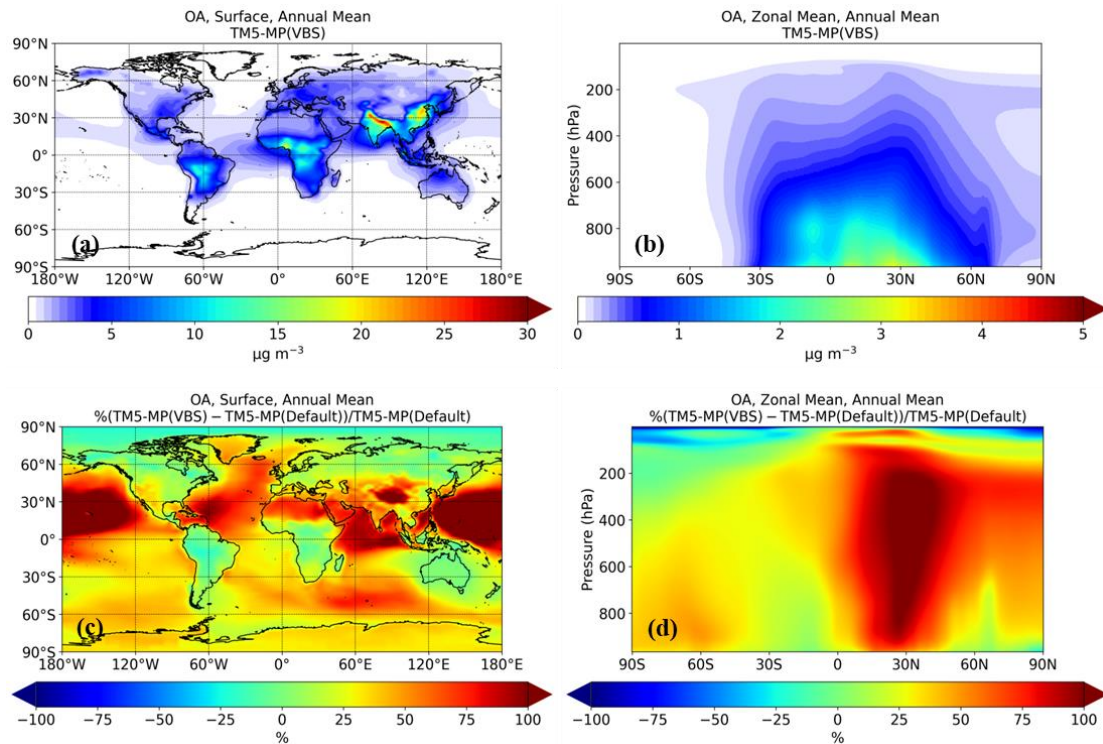 OA, Surface, Annual Mean
TM5-MP(VBS)
90°N
60°N
30°N
0°
30°S
60°S
90°S
(a)
180°W 120°W 60°W 0° 60°E 120°E 180°E
0 5 10 15 20 25 30
µg m⁻³
OA, Zonal Mean, Annual Mean
TM5-MP(VBS)
Pressure (hPa)
200
400
600
800
(b)
90S 60S 30S 0 30N 60N 90N
0 1 2 3 4 5
µg m⁻³
OA, Surface, Annual Mean
%(TM5-MP(VBS) − TM5-MP(Default))/TM5-MP(Default)
90°N
60°N
30°N
0°
30°S
60°S
90°S
(c)
180°W 120°W 60°W 0° 60°E 120°E 180°E
−100 −75 −50 −25 0 25 50 75 100
%
OA, Zonal Mean, Annual Mean
%(TM5-MP(VBS) − TM5-MP(Default))/TM5-MP(Default)
Pressure (hPa)
200
400
600
800
(d)
90S 60S 30S 0 30N 60N 90N
−100 −75 −50 −25 0 25 50 75 100
%